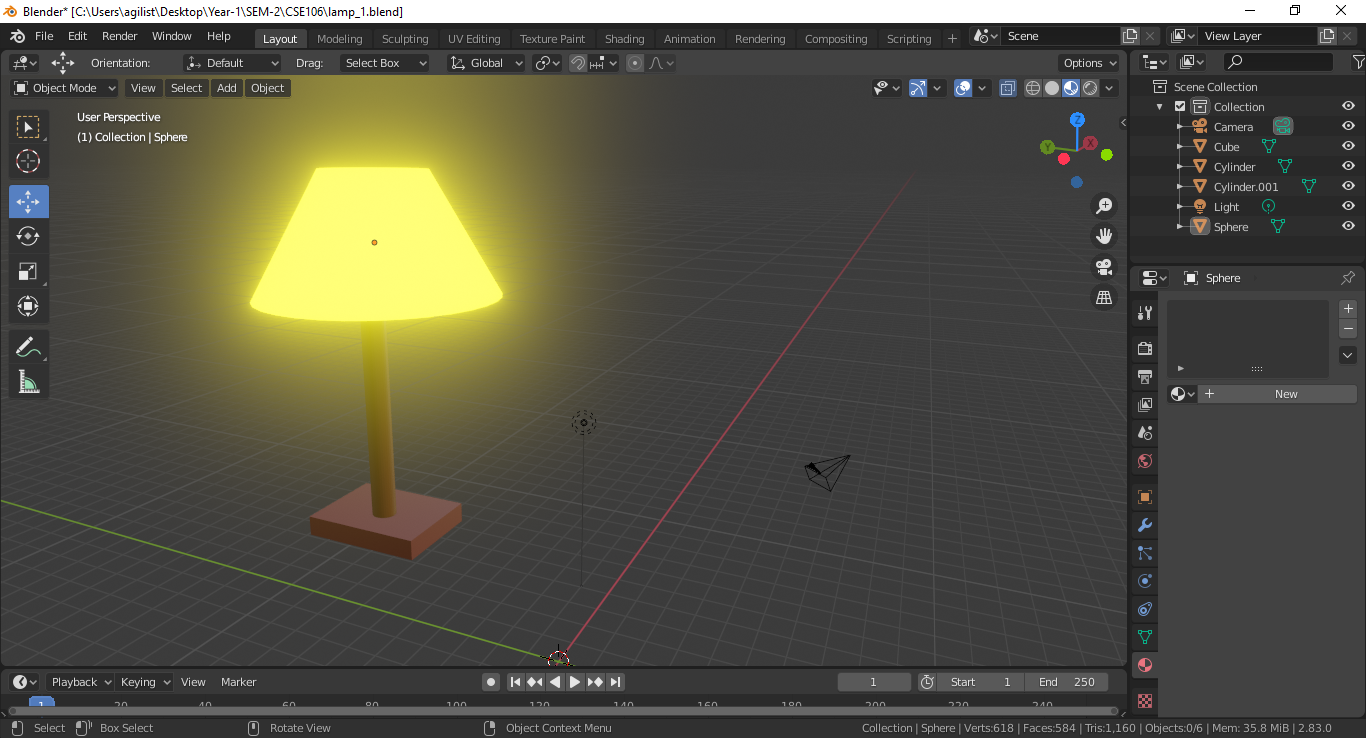 Blender* [C:\Users\agilist\Desktop\Year-1\SEM-2\CSE106\lamp_1.blend]
File Edit Render Window Help Layout Modeling Sculpting UV Editing Texture Paint Shading Animation Rendering Compositing Scripting + Scene View Layer
Orientation: Default Drag: Select Box Global Options
Object Mode View Select Add Object
User Perspective
(1) Collection | Sphere
Z
Y X
Scene Collection
Collection
Camera
Cube
Cylinder
Cylinder.001
Light
Sphere
Sphere
New
Playback Keying View Marker 1 Start 1 End 250
1 20 40 60 80 100 120 140 160 180 200 220 240
Select Box Select Rotate View Object Context Menu Collection | Sphere | Verts:618 | Faces:584 | Tris:1,160 | Objects:0/6 | Mem: 35.8 MiB | 2.83.0